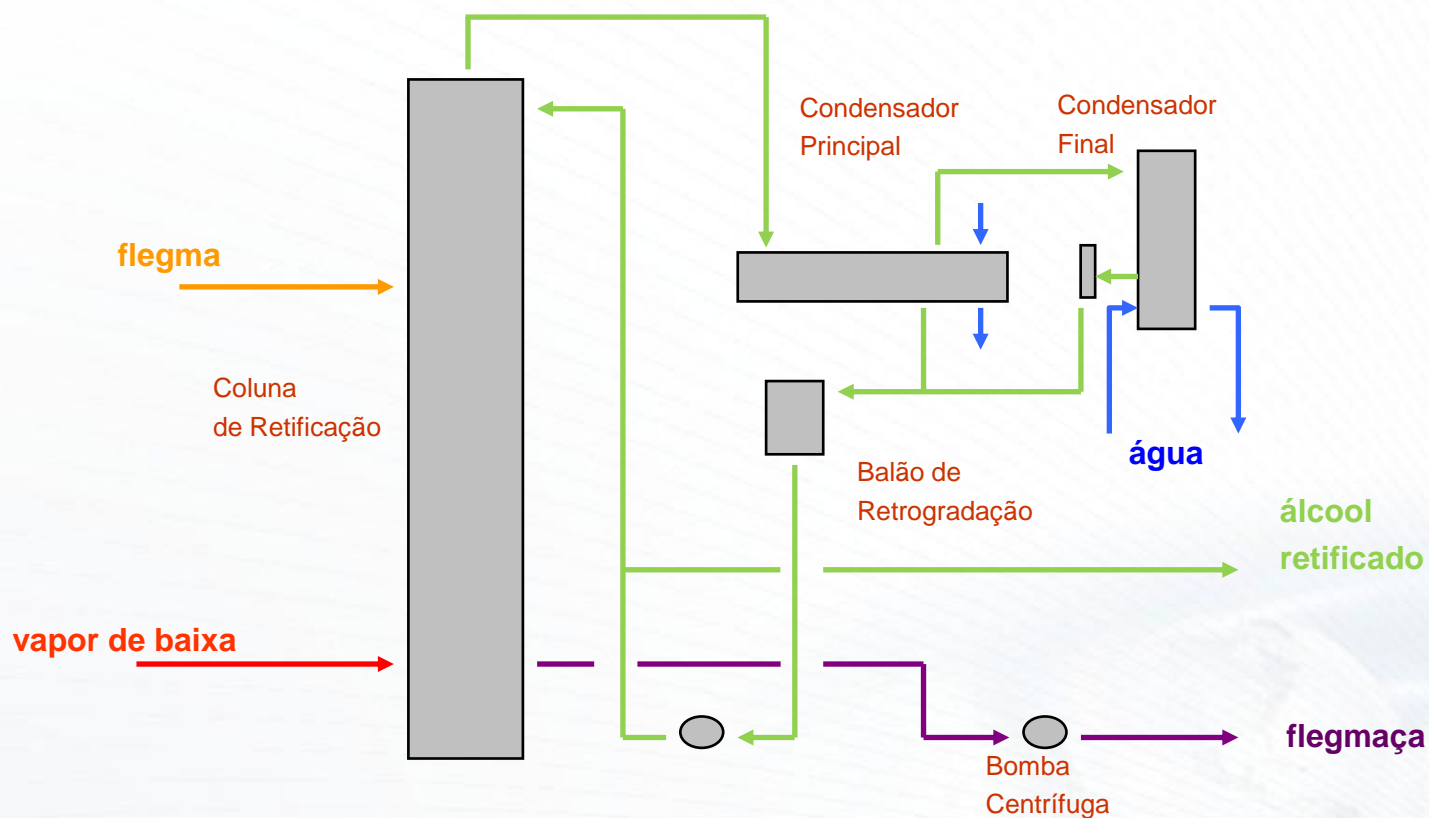 Condensador
Principal
Condensador
Final
flegma
Coluna
de Retificação
água
Balão de
Retrogradação
álcool
retificado
vapor de baixa
flegmaça
Bomba
Centrífuga